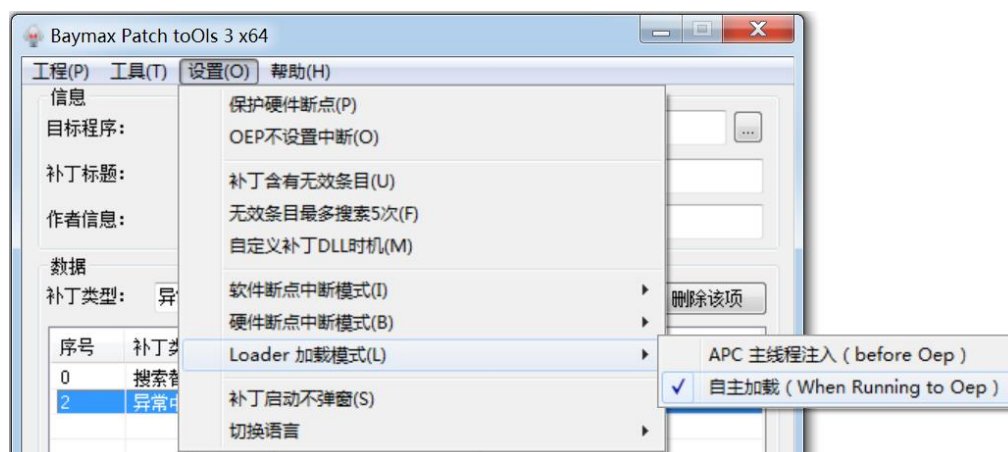 Baymax Patch toOls 3 x64
工程(P) 工具(T) 设置(O) 帮助(H)
信息
目标程序:
...
补丁标题:
作者信息:
数据
补丁类型:
删除该项
序号
0
2
保护硬件断点(P)
OEP不设置中断(O)
补丁含有无效条目(U)
无效条目最多搜索5次(F)
自定义补丁DLL时机(M)
软件断点中断模式(I)
硬件断点中断模式(B)
Loader 加载模式(L)
补丁启动不弹窗(S)
切换语言
APC 主线程注入 ( before Oep )
自主加载 ( When Running to Oep )